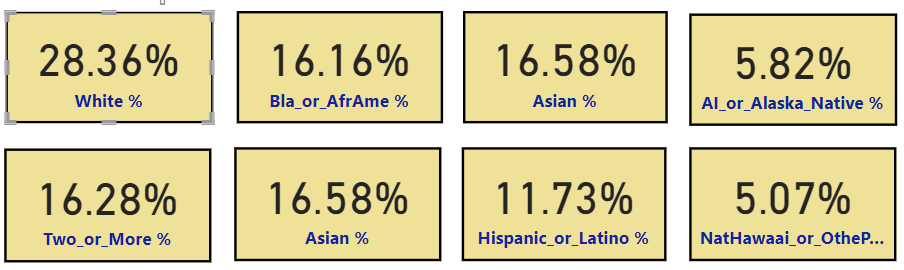 28.36%
White %
16.16%
Bla_or_AfrAme %
16.58%
Asian %
5.82%
AI_or_Alaska_Native %
16.28%
Two_or_More %
16.58%
Asian %
11.73%
Hispanic_or_Latino %
5.07%
NatHawaai_or_OtheP...